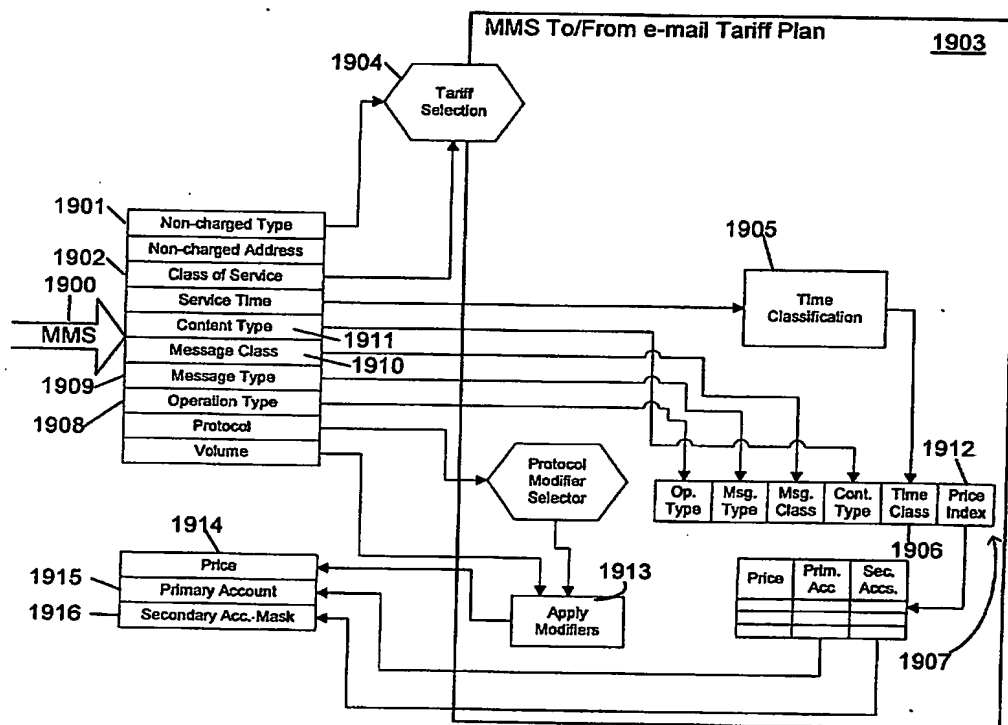 MMS To/From e-mail Tariff Plan
1903
1904
Tariff
Selection
1901
Non-charged Type
Non-charged Address
1902
Class of Service
1900
Service Time
MMS
Content Type
1911
Message Class
1910
1909
Message Type
1908
Operation Type
Protocol
Volume
1905
Time
Classification
Protocol
Modifier
Selector
1912
Op.
Type
Msg.
Type
Msg.
Class
Cont.
Type
Time
Class
Price
Index
1906
1914
Price
1915
Primary Account
1916
Secondary Acc.-Mask
1913
Apply
Modifiers
Price
Prim.
Acc
Sec.
Accs.
1907